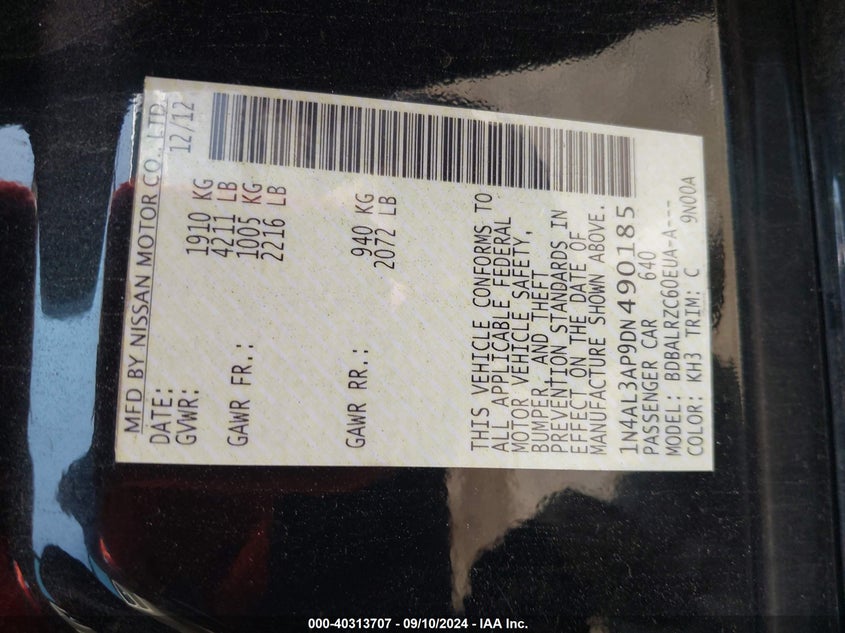 MFD BY NISSAN MOTOR CO., LTD.
DATE: 12/12
GVWR: 1910 KG
4211 LB
GAWR FR.: 1005 KG
2216 LB
GAWR RR.: 940 KG
2072 LB
THIS VEHICLE CONFORMS TO
ALL APPLICABLE FEDERAL
MOTOR VEHICLE SAFETY,
BUMPER, AND THEFT
PREVENTION STANDARDS IN
EFFECT ON THE DATE OF
MANUFACTURE SHOWN ABOVE.
1N4AL3AP9DN490185
PASSENGER CAR 640
MODEL: BDBALRZC60EUA-A---
COLOR: KH3 TRIM: C 9N00A
000-40313707 - 09/10/2024 - IAA Inc.